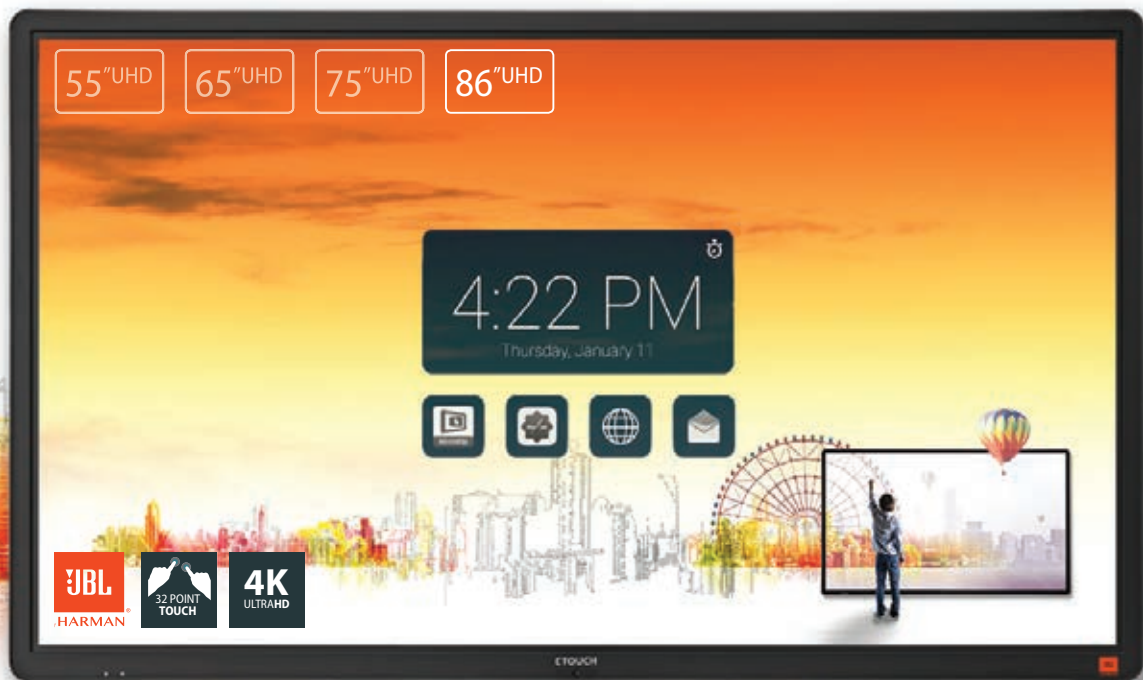 55″UHD
65″UHD
75″UHD
86″UHD
4:22 PM
Thursday, January 11
JBL
HARMAN®
32 POINT
TOUCH
4K
ULTRAHD
CTOUCH